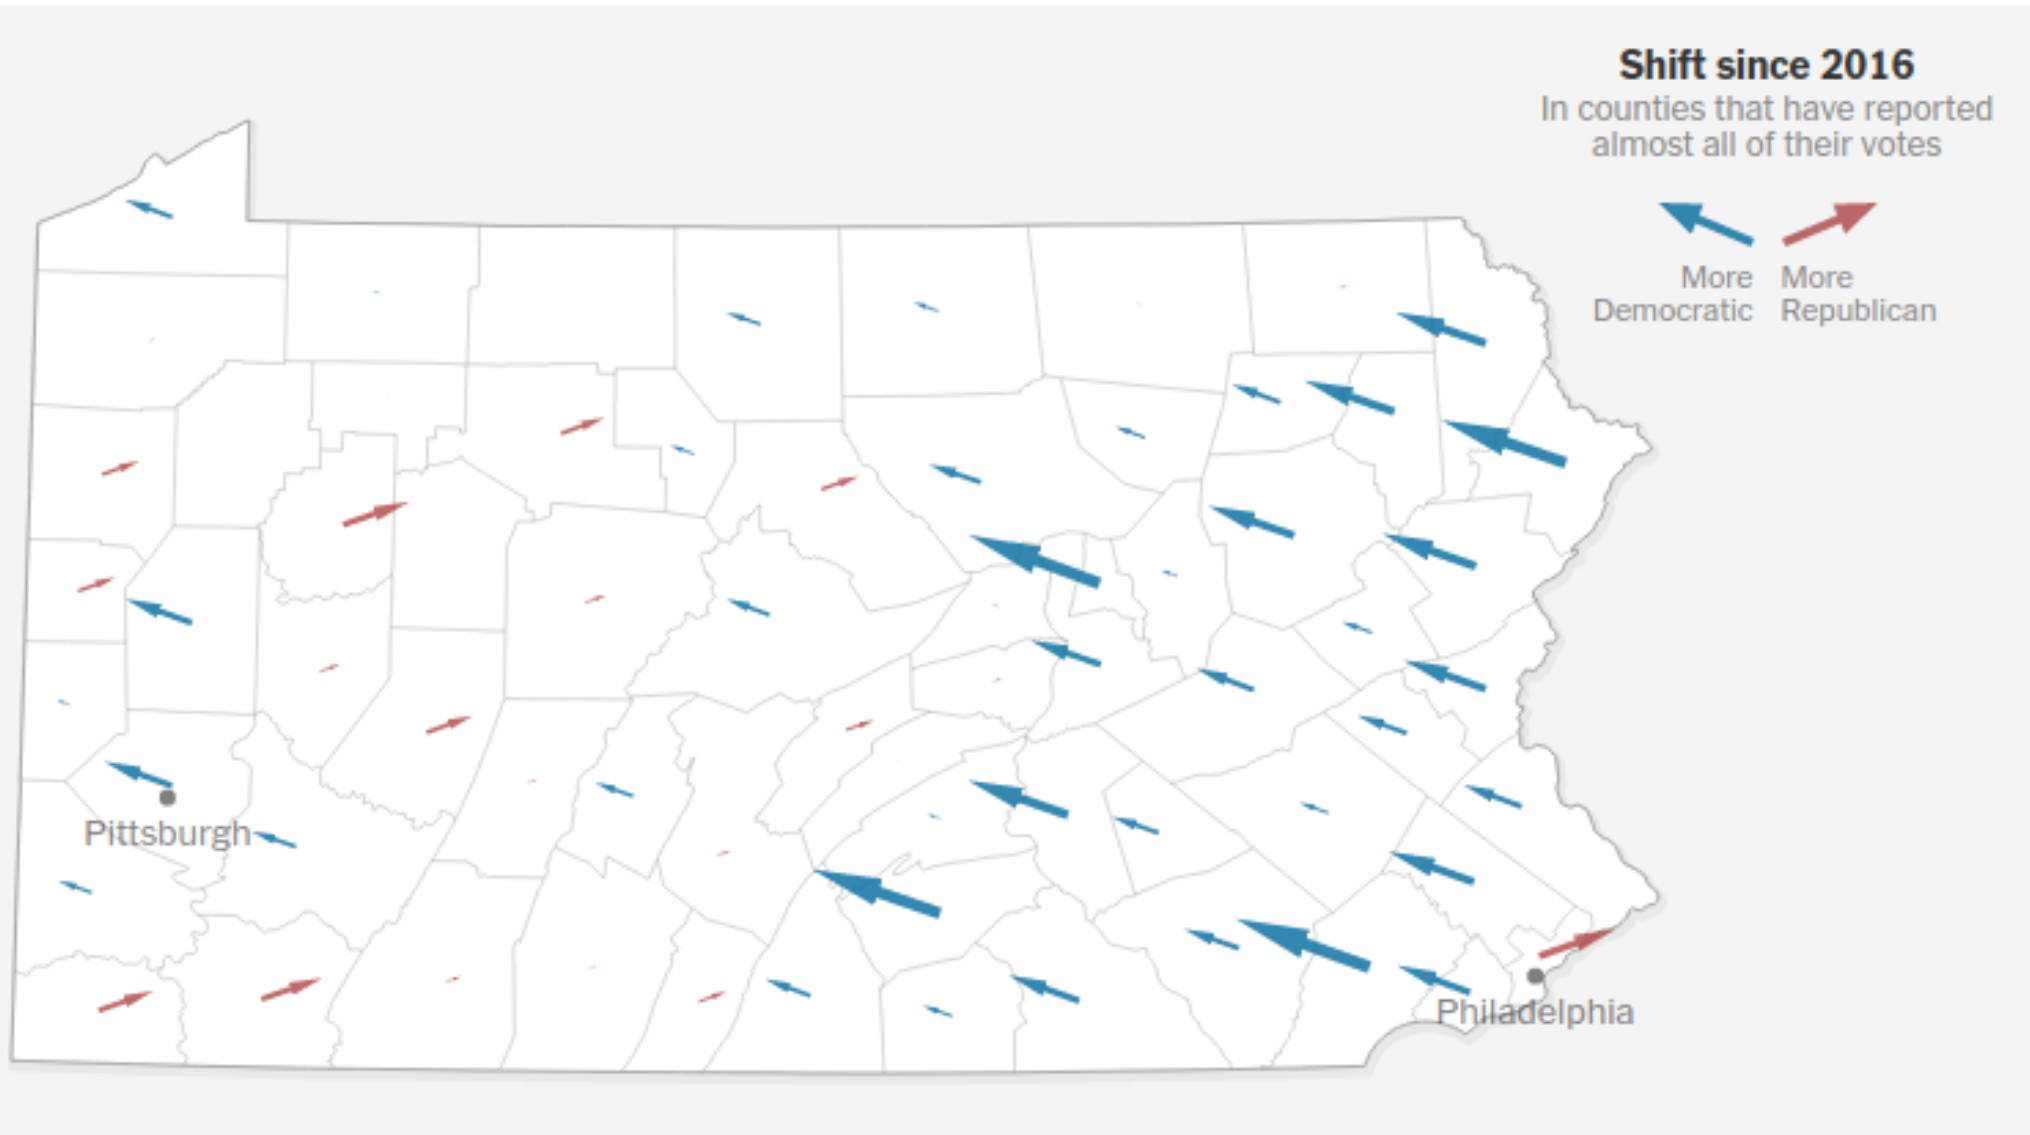 Shift since 2016
In counties that have reported
almost all of their votes
More
Democratic
More
Republican
Pittsburgh
Philadelphia